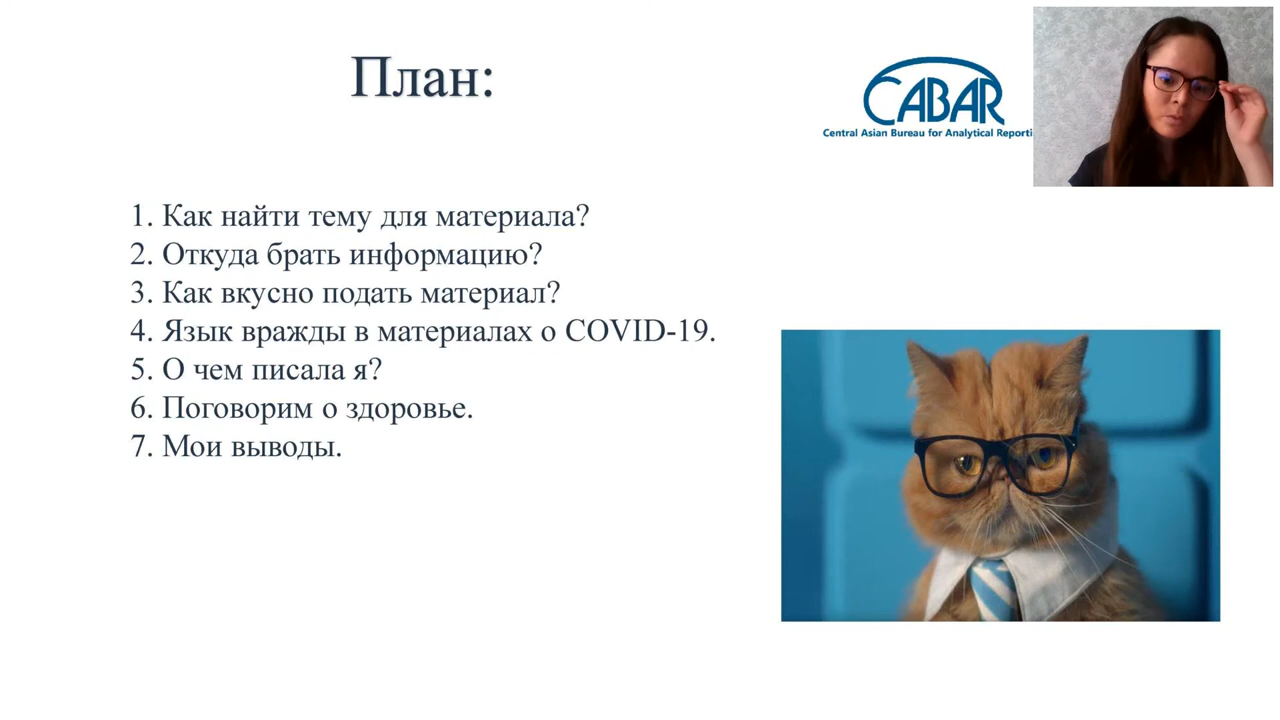 План:
CABAR
Central Asian Bureau for Analytical Reporti
1. Как найти тему для материала?
2. Откуда брать информацию?
3. Как вкусно подать материал?
4. Язык вражды в материалах о COVID-19.
5. О чем писала я?
6. Поговорим о здоровье.
7. Мои выводы.